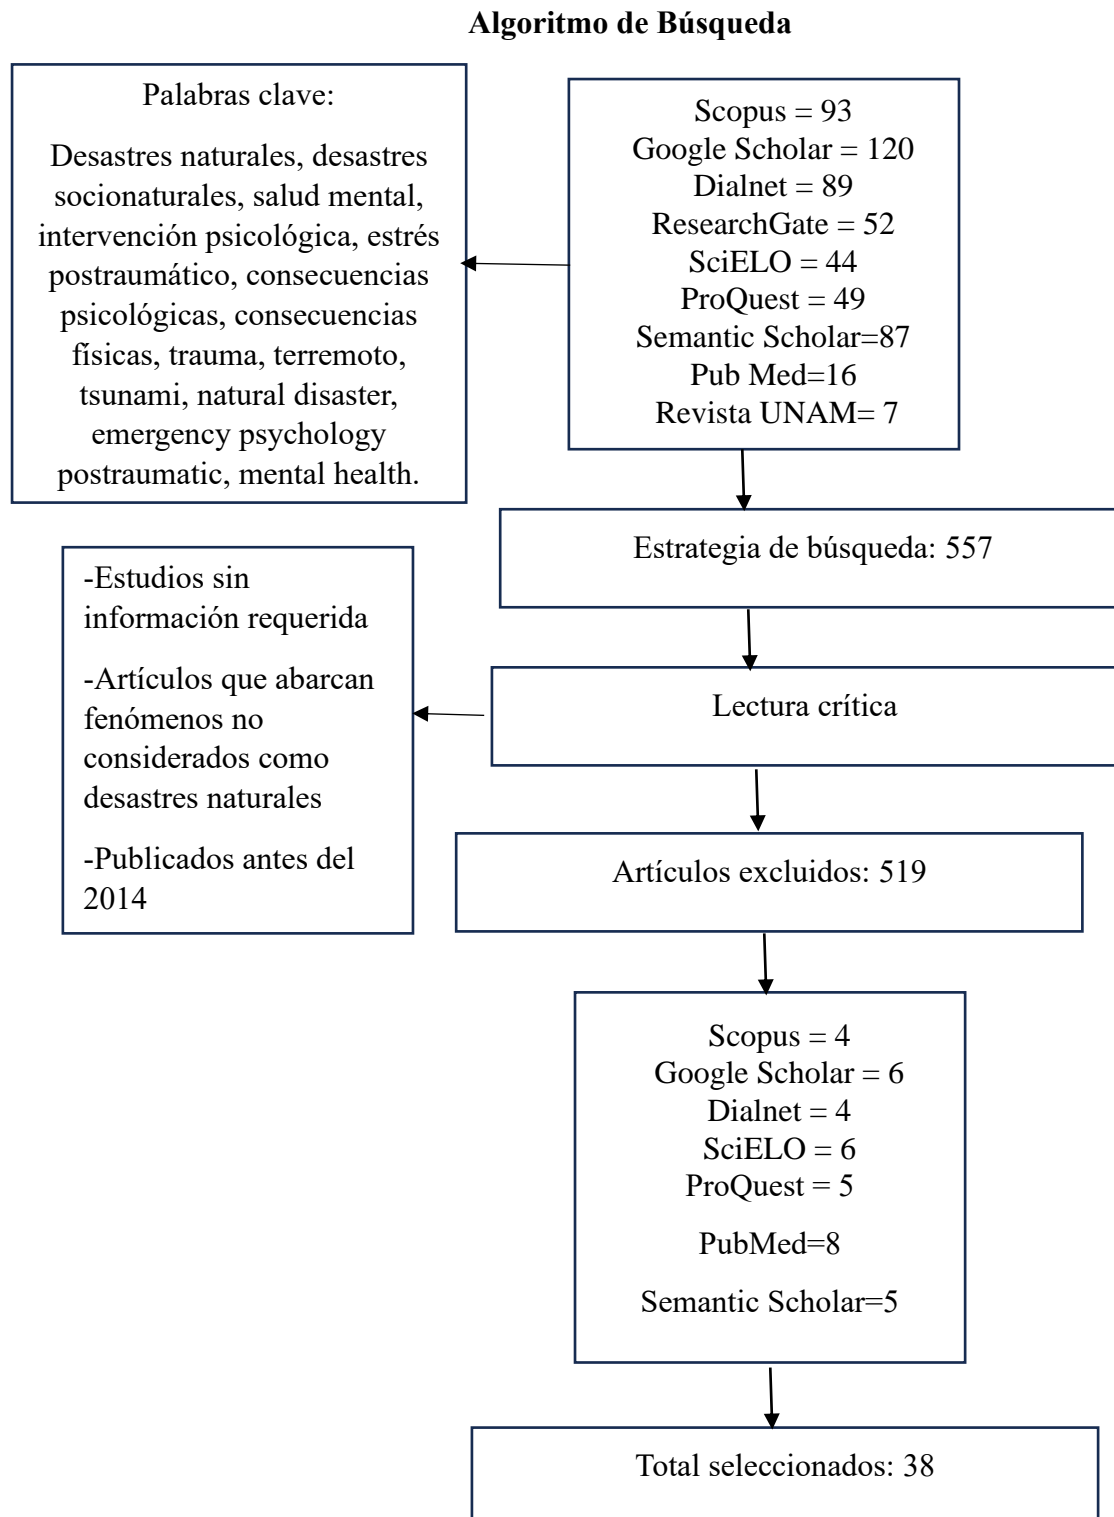 Algoritmo de Búsqueda
Palabras clave:
Desastres naturales, desastres
socionaturales, salud mental,
intervención psicológica, estrés
postraumático, consecuencias
psicológicas, consecuencias
físicas, trauma, terremoto,
tsunami, natural disaster,
emergency psychology
postraumatic, mental health.
Scopus = 93
Google Scholar = 120
Dialnet = 89
ResearchGate = 52
SciELO = 44
ProQuest = 49
Semantic Scholar=87
Pub Med=16
Revista UNAM= 7
Estrategia de búsqueda: 557
-Estudios sin
información requerida
-Artículos que abarcan
fenómenos no
considerados como
desastres naturales
-Publicados antes del
2014
Lectura crítica
Artículos excluidos: 519
Scopus = 4
Google Scholar = 6
Dialnet = 4
SciELO = 6
ProQuest = 5
PubMed=8
Semantic Scholar=5
Total seleccionados: 38